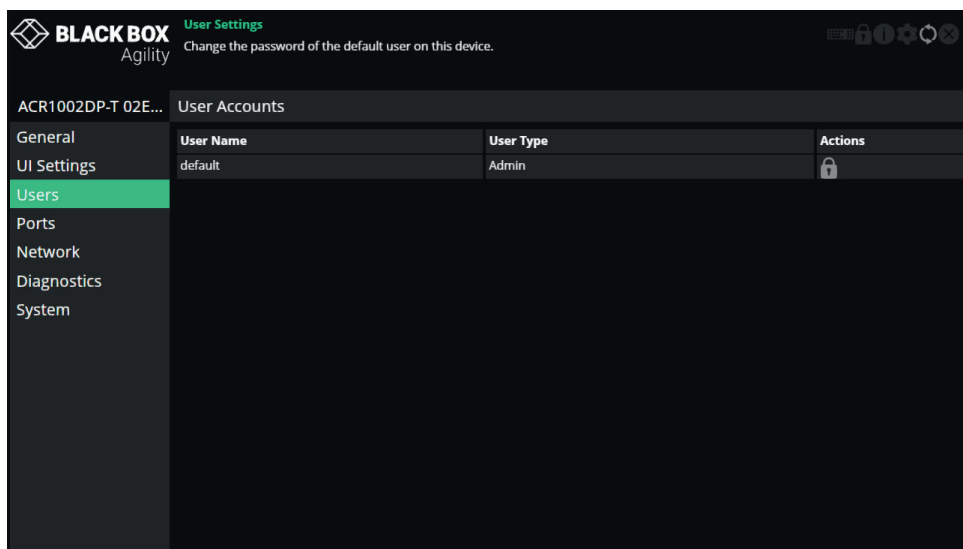 BLACK BOX
Agility
User Settings
Change the password of the default user on this device.
ACR1002DP-T 02E...
User Accounts
General
UI Settings
Users
Ports
Network
Diagnostics
System
User Name User Type Actions
default Admin